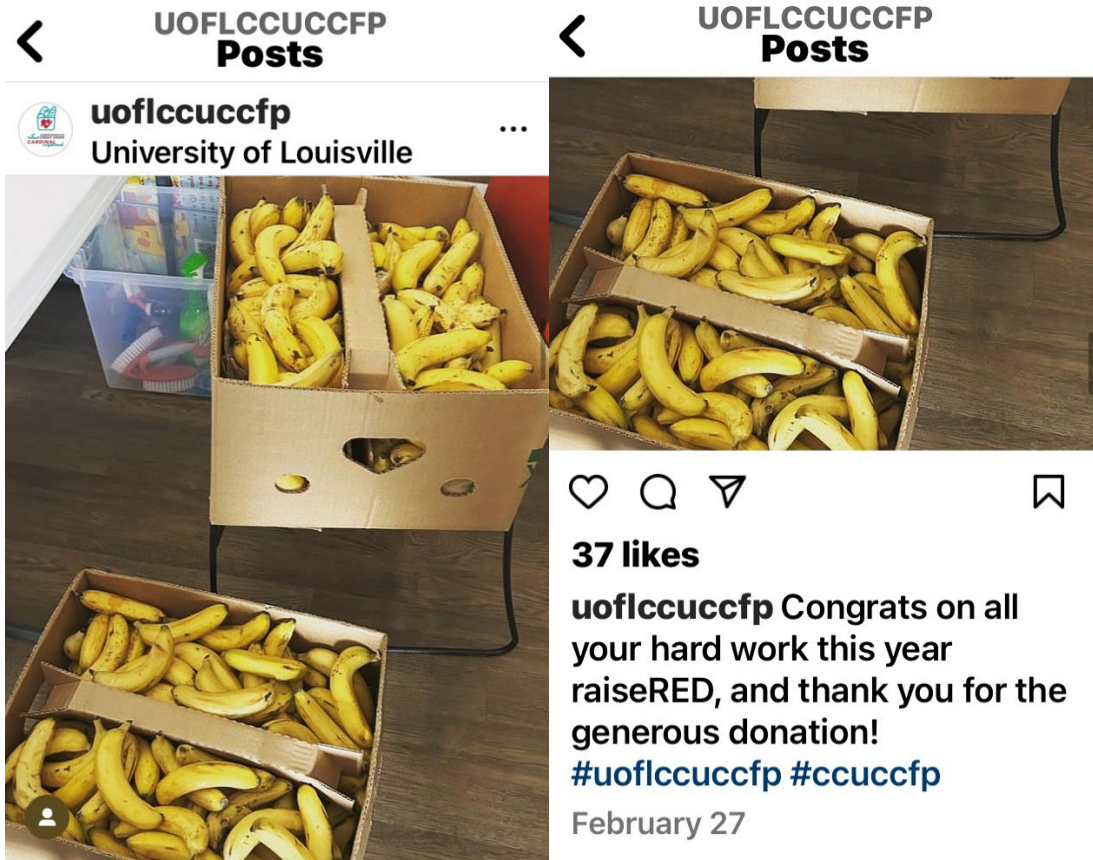 UOFLCCUCCFP
Posts
uoflccuccfp
University of Louisville
CARDINAL
UOFLCCUCCFP
Posts
37 likes
uoflccuccfp Congrats on all
your hard work this year
raiseRED, and thank you for the
generous donation!
#uoflccuccfp #ccuccfp
February 27